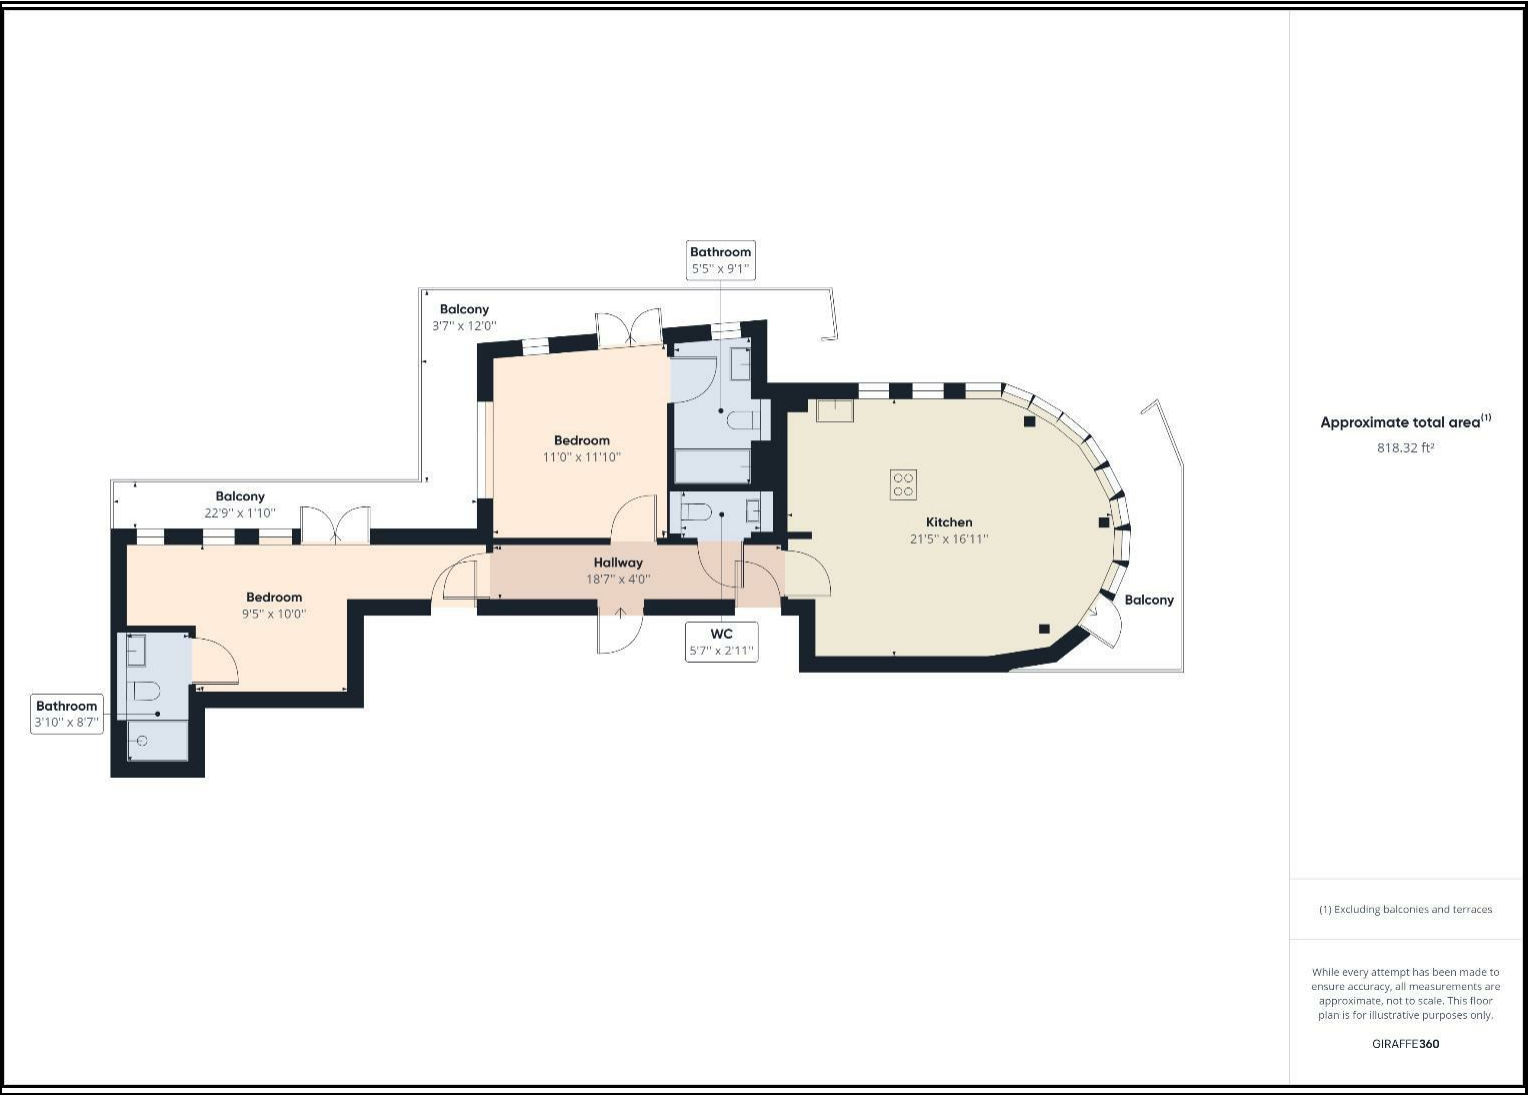 Bathroom
5'5" x 9'1"
Balcony
3'7" x 12'0"
Bedroom
11'0" x 11'10"
Balcony
22'9" x 1'10"
Kitchen
21'5" x 16'11"
Hallway
18'7" x 4'0"
Bedroom
9'5" x 10'0"
Balcony
WC
5'7" x 2'11"
Bathroom
3'10" x 8'7"
Approximate total area(1)
818.32 ft²
(1) Excluding balconies and terraces
While every attempt has been made to
ensure accuracy, all measurements are
approximate, not to scale. This floor
plan is for illustrative purposes only.
GIRAFFE360